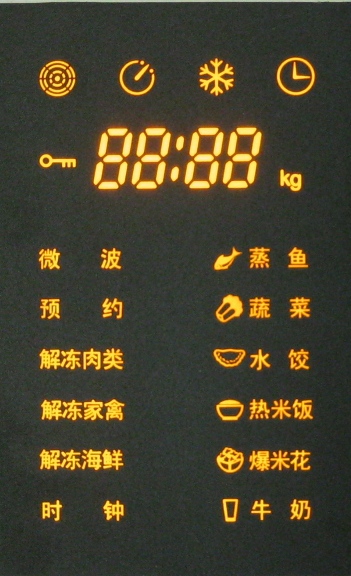 88:88 kg
微波 蒸鱼
预约 蔬菜
解冻肉类 水饺
解冻家禽 热米饭
解冻海鲜 爆米花
时钟 牛奶